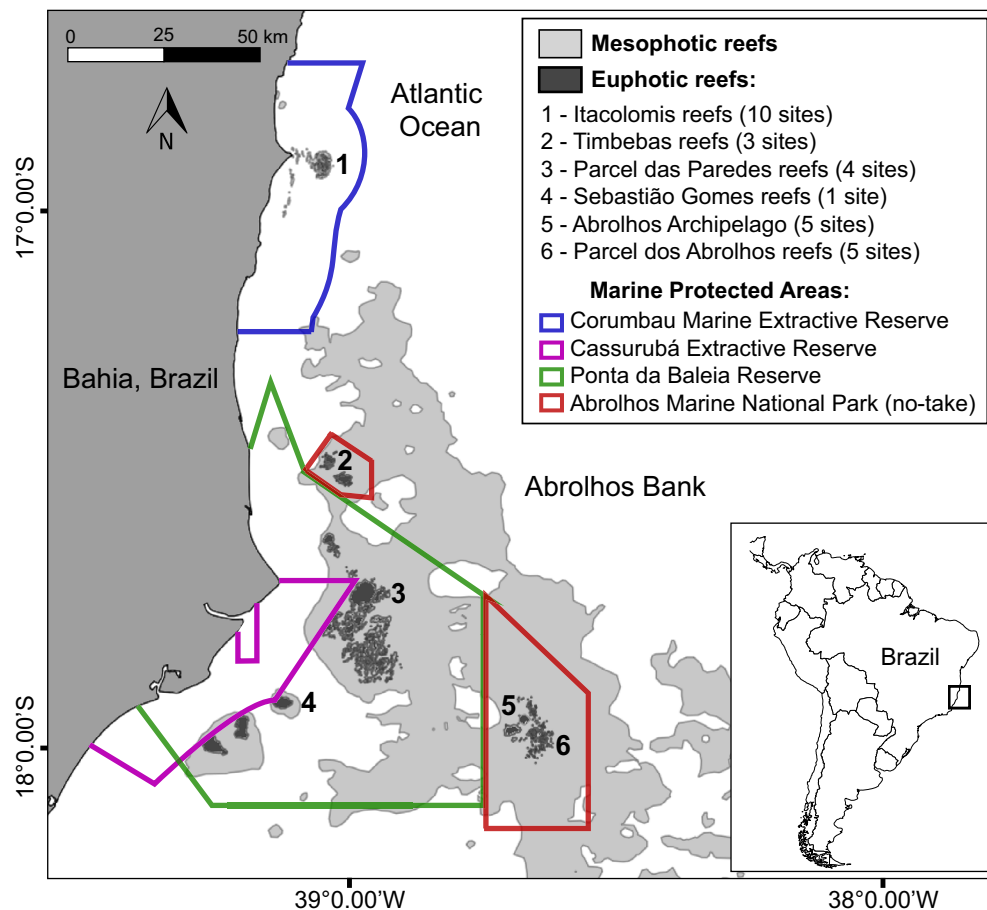 0 25 50 km
N
Atlantic
Ocean
Mesophotic reefs
Euphotic reefs:
1 - Itacolomis reefs (10 sites)
2 - Timbebas reefs (3 sites)
3 - Parcel das Paredes reefs (4 sites)
4 - Sebastião Gomes reefs (1 site)
5 - Abrolhos Archipelago (5 sites)
6 - Parcel dos Abrolhos reefs (5 sites)
Marine Protected Areas:
Corumbau Marine Extractive Reserve
Cassurubá Extractive Reserve
Ponta da Baleia Reserve
Abrolhos Marine National Park (no-take)
1
17°0.00'S
Bahia, Brazil
2
Abrolhos Bank
3
4
5
6
Brazil
18°0.00'S
39°0.00'W
38°0.00'W